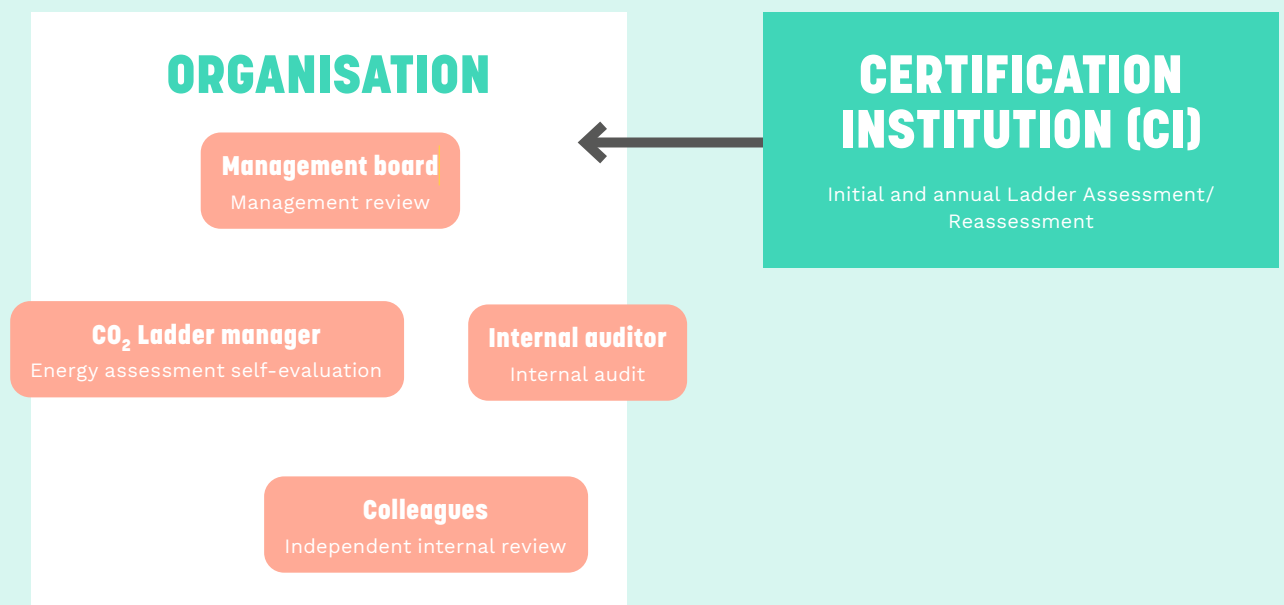 ORGANISATION
Management board
Management review
CO₂ Ladder manager
Energy assessment self-evaluation
Internal auditor
Internal audit
Colleagues
Independent internal review
CERTIFICATION
INSTITUTION (CI)
Initial and annual Ladder Assessment/
Reassessment